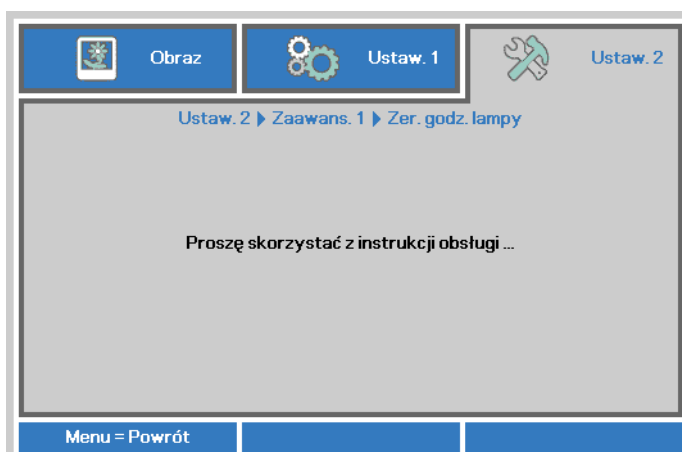 Obraz
Ustaw. 1
Ustaw. 2
Ustaw. 2 ▶ Zaawans. 1 ▶ Zer. godz. lampy
Proszę skorzystać z instrukcji obsługi ...
Menu = Powrót